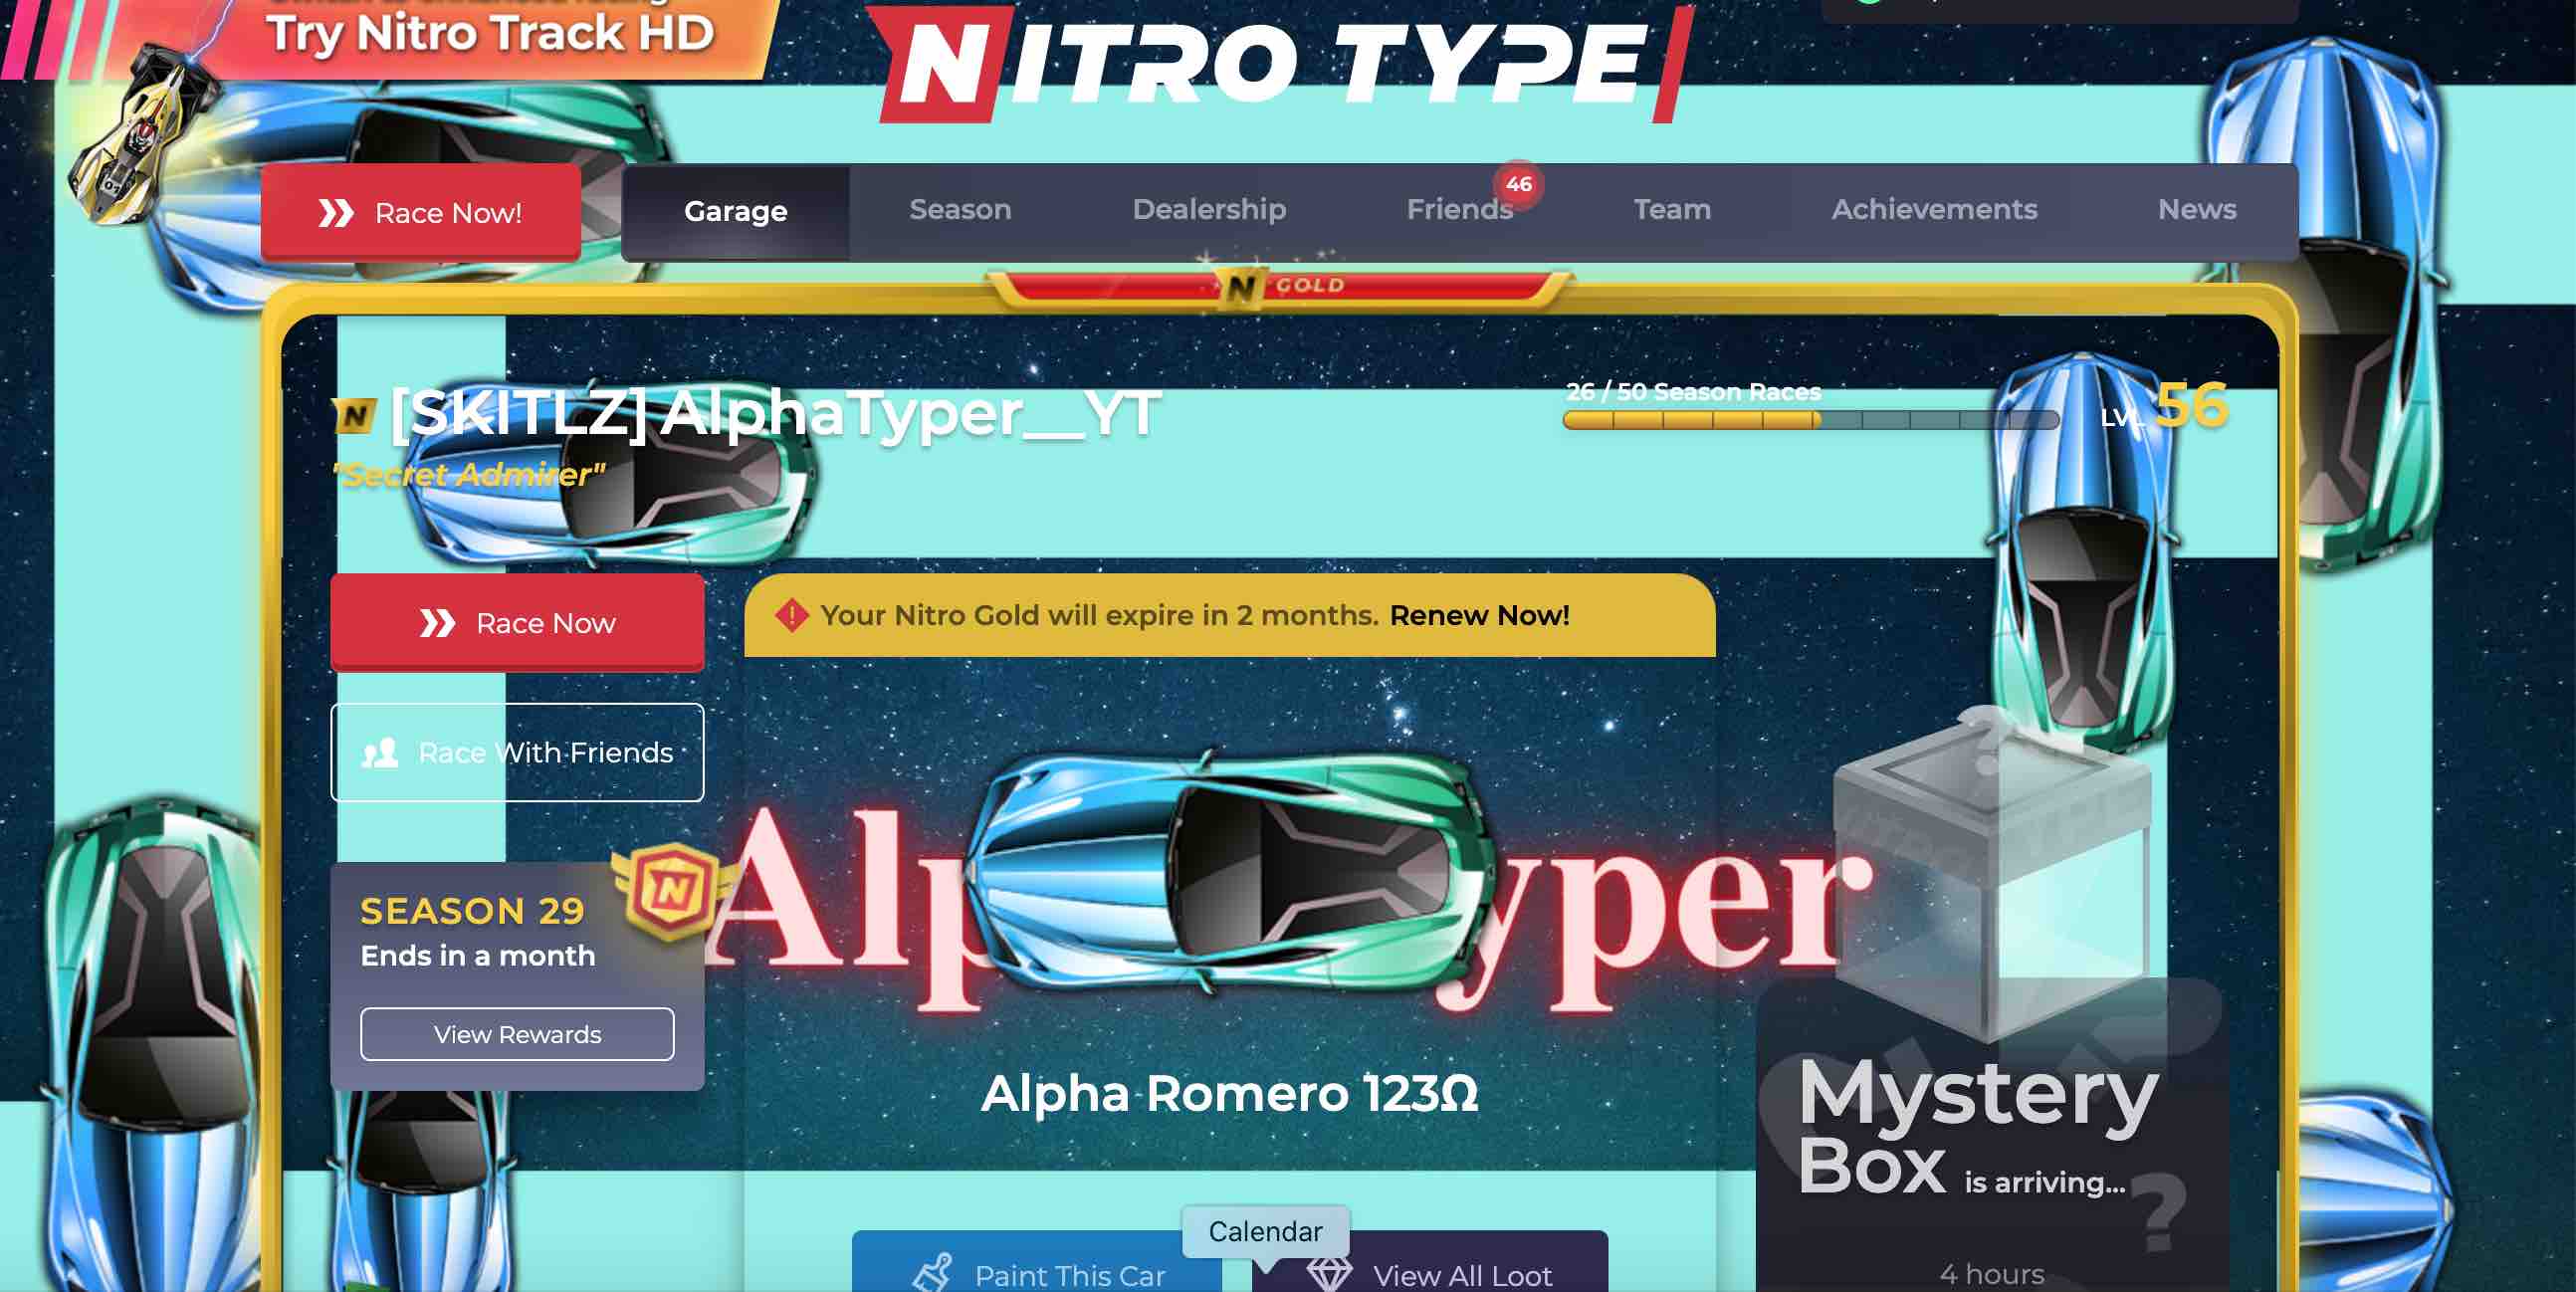 Try Nitro Track HD
NITRO TYPE
Race Now!
Garage
Season
Dealership
Friends
46
Team
Achievements
News
N GOLD
N [SKITLZ] AlphaTyper__YT
"Secret Admirer"
26 / 50 Season Races
LVL 56
Race Now
Your Nitro Gold will expire in 2 months. Renew Now!
Race With Friends
SEASON 29
Ends in a month
View Rewards
Alp yper
Alpha Romero 123Ω
Mystery
Box is arriving...
?
4 hours
Calendar
Paint This Car
View All Loot